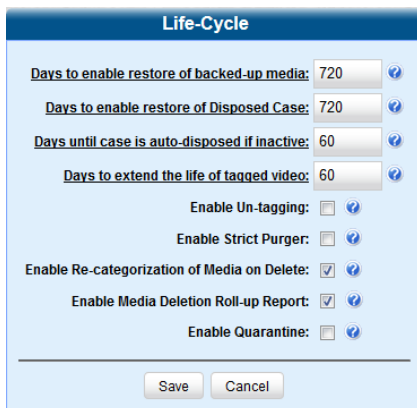 Life-Cycle
Days to enable restore of backed-up media: 720
Days to enable restore of Disposed Case: 720
Days until case is auto-disposed if inactive: 60
Days to extend the life of tagged video: 60
Enable Un-tagging:
Enable Strict Purger:
Enable Re-categorization of Media on Delete:
Enable Media Deletion Roll-up Report:
Enable Quarantine:
Save Cancel